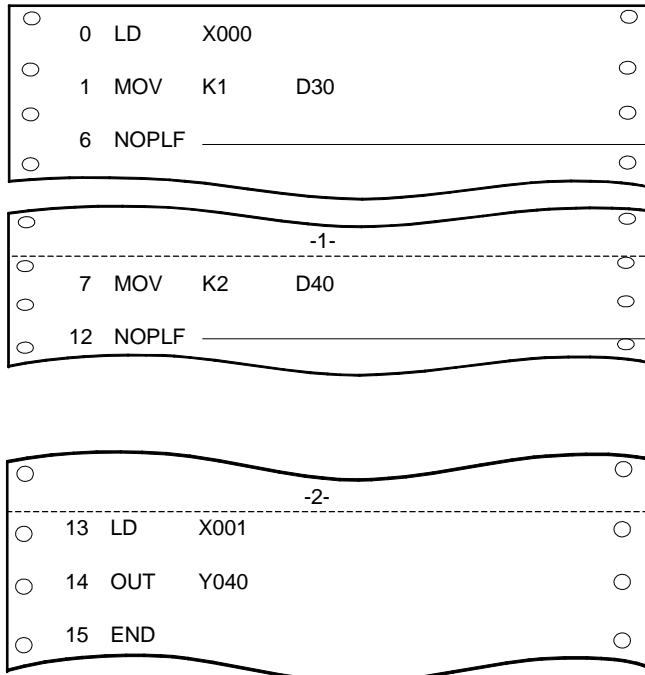 0 LD X000
1 MOV K1 D30
6 NOPLF
-1-
7 MOV K2 D40
12 NOPLF
-2-
13 LD X001
14 OUT Y040
15 END